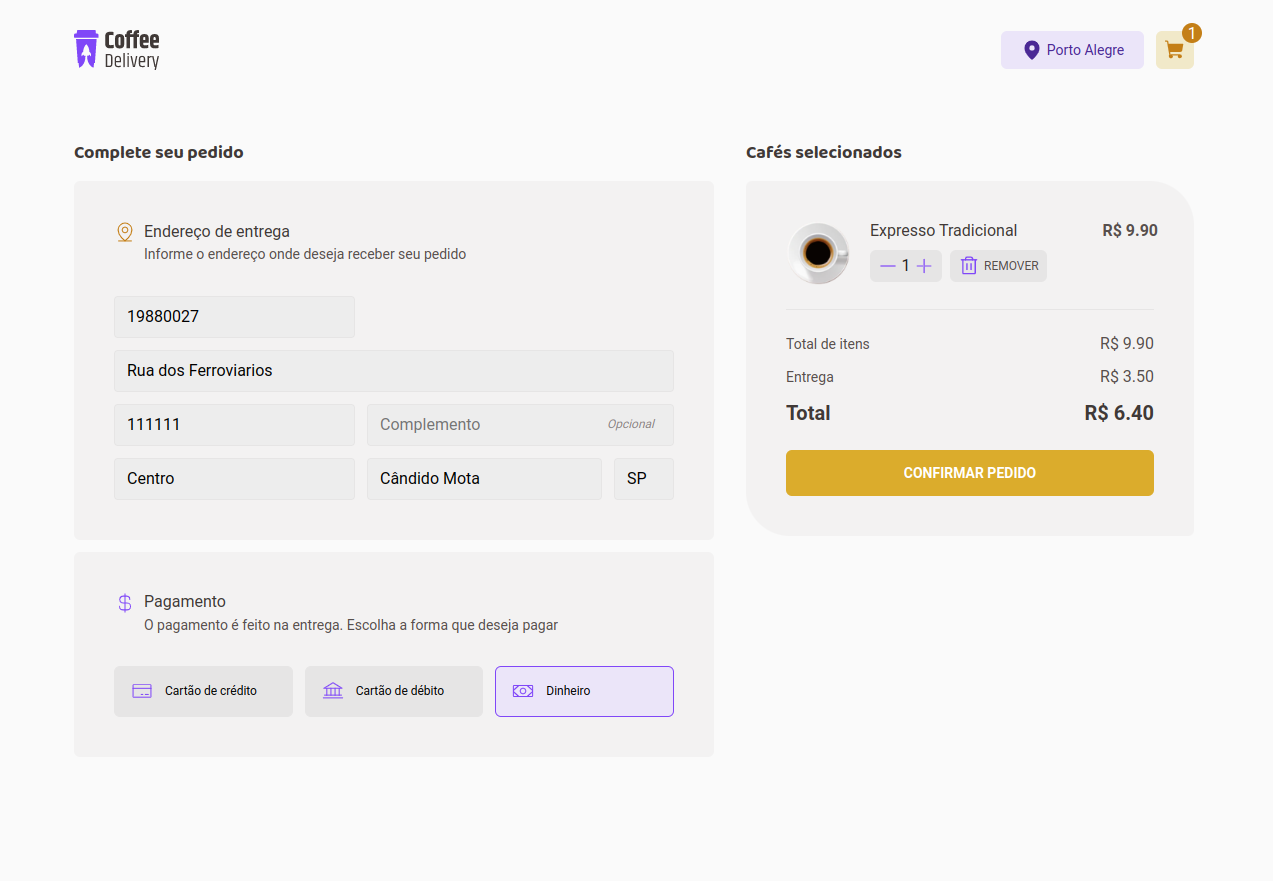 Coffee
Delivery
Porto Alegre
1
Complete seu pedido
Endereço de entrega
Informe o endereço onde deseja receber seu pedido
19880027
Rua dos Ferroviarios
111111
Complemento Opcional
Centro
Cândido Mota
SP
Pagamento
O pagamento é feito na entrega. Escolha a forma que deseja pagar
Cartão de crédito
Cartão de débito
Dinheiro
Cafés selecionados
Expresso Tradicional R$ 9.90
1
REMOVER
Total de itens R$ 9.90
Entrega R$ 3.50
Total R$ 6.40
CONFIRMAR PEDIDO